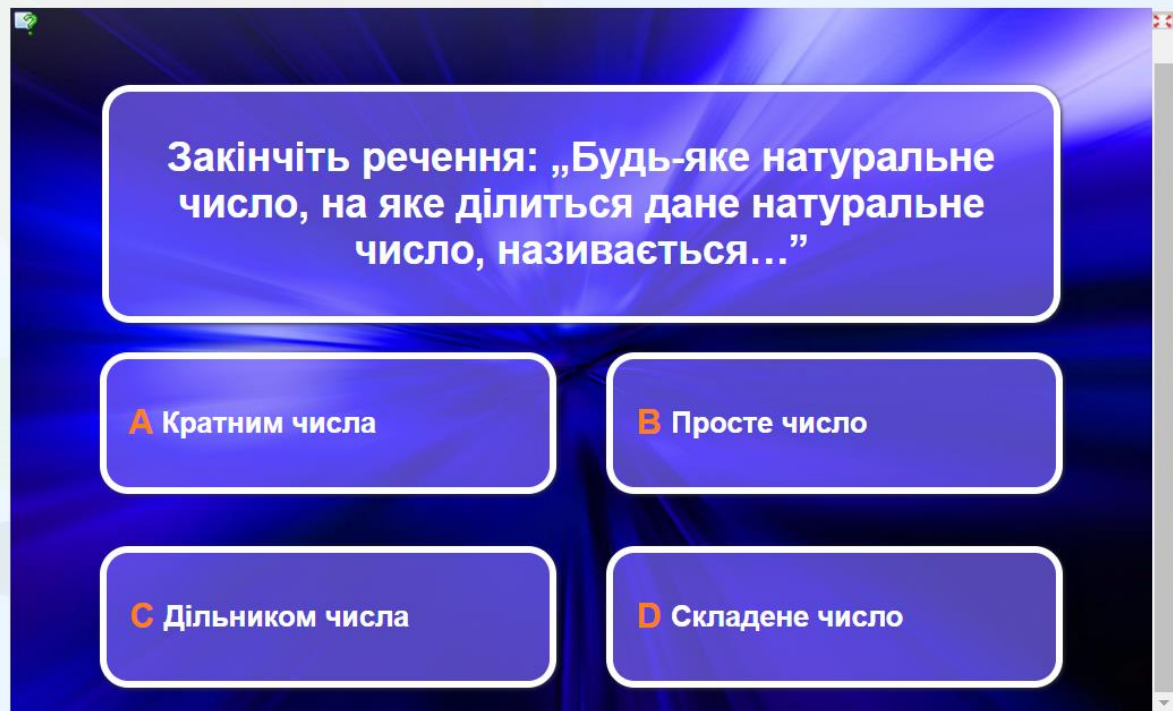 Закінчіть речення: „Будь-яке натуральне
число, на яке ділиться дане натуральне
число, називається…”
A Кратним числа
B Просте число
C Дільником числа
D Складене число